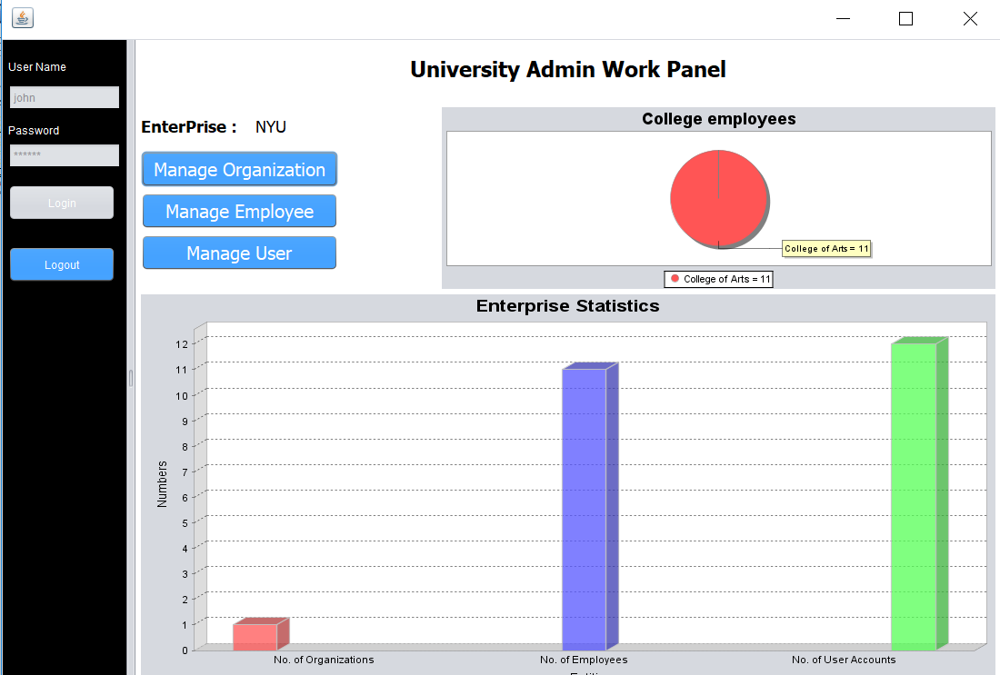 User Name
john
Password
******
Login
Logout
University Admin Work Panel
EnterPrise : NYU
Manage Organization
Manage Employee
Manage User
College employees
College of Arts = 11
College of Arts = 11
Enterprise Statistics
Numbers
12
11
10
9
8
7
6
5
4
3
2
1
0
No. of Organizations No. of Employees No. of User Accounts